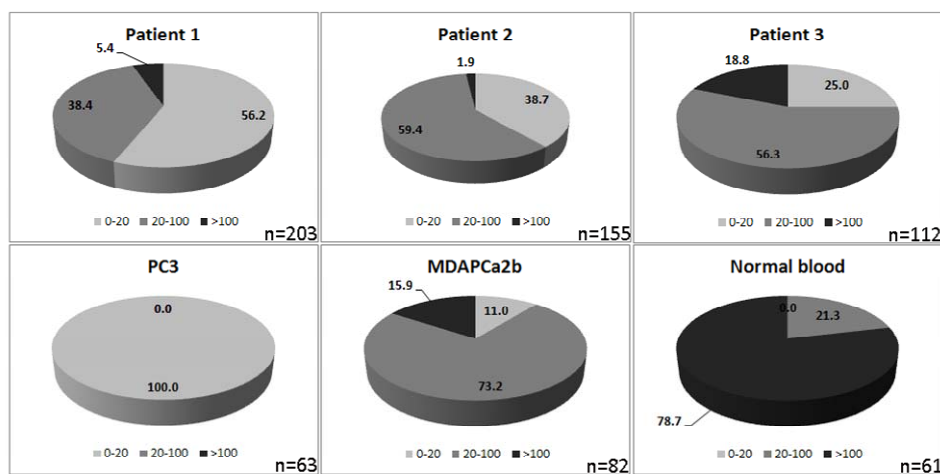 Patient 1
5.4
38.4
56.2
0-20 20-100 >100
n=203
Patient 2
1.9
38.7
59.4
0-20 20-100 >100
n=155
Patient 3
18.8
25.0
56.3
0-20 20-100 >100
n=112
PC3
0.0
100.0
0-20 20-100 >100
n=63
MDAPCa2b
15.9
11.0
73.2
0-20 20-100 >100
n=82
Normal blood
0.0
21.3
78.7
0-20 20-100 >100
n=61